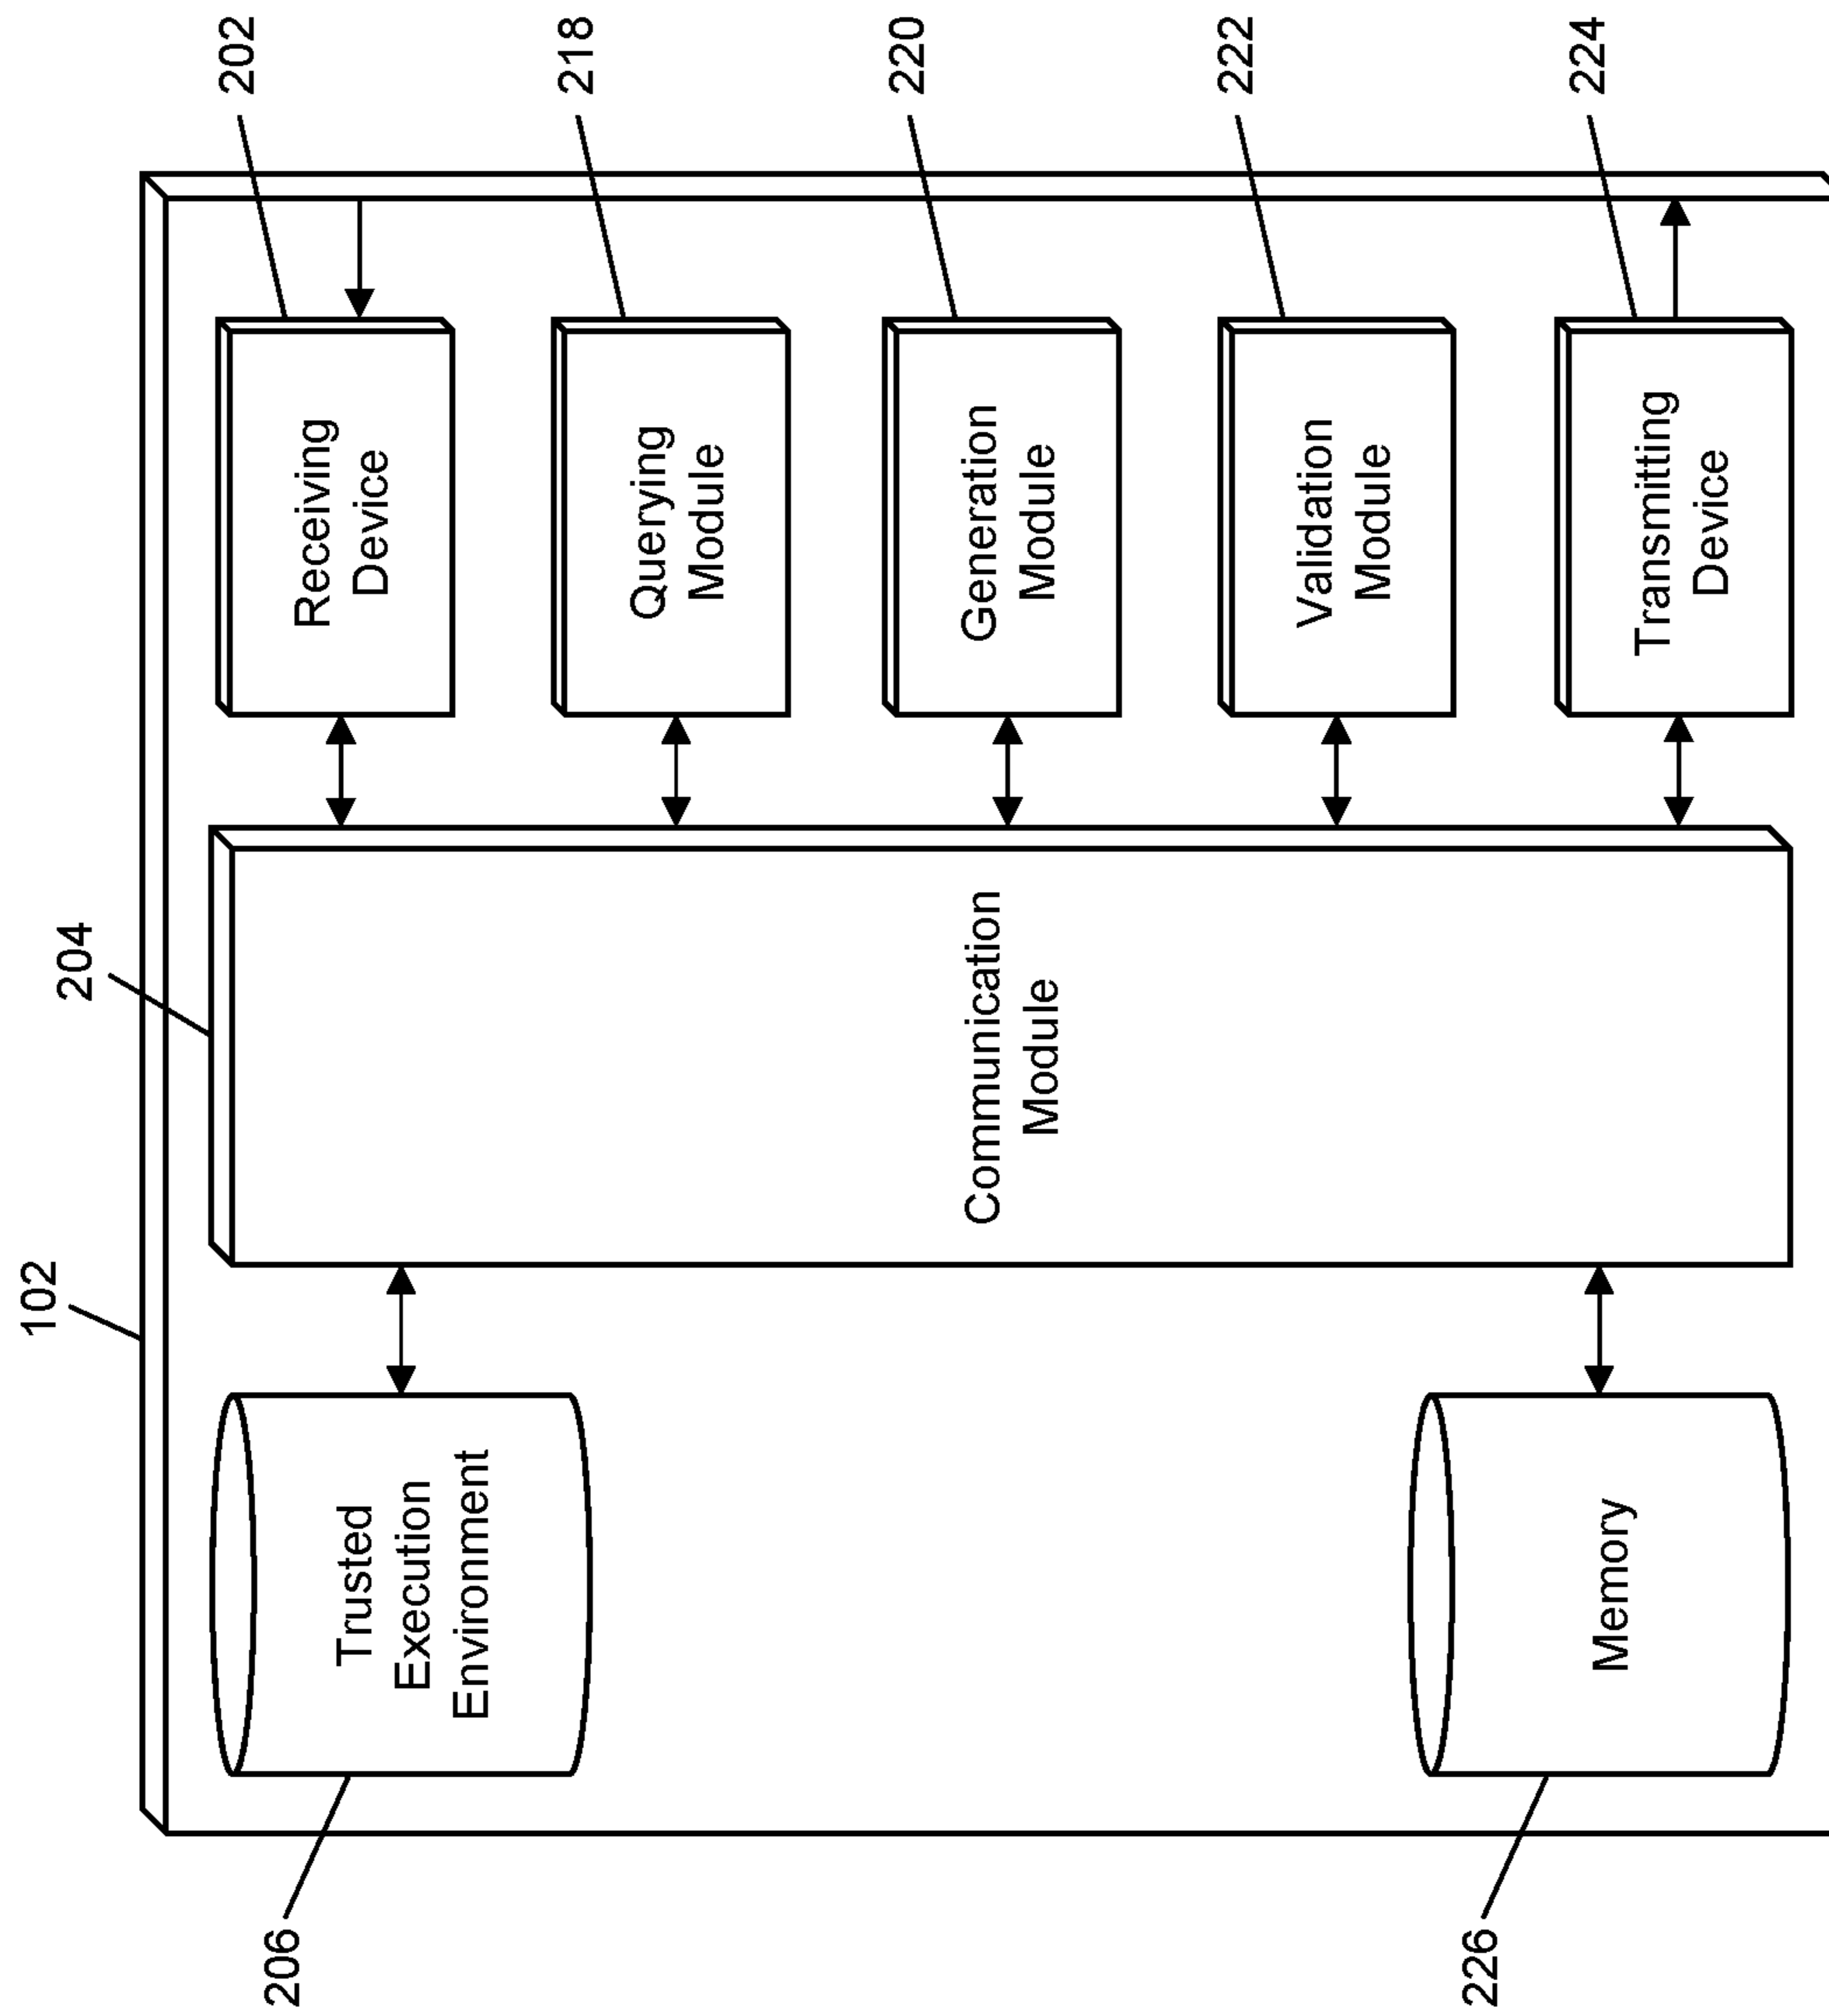 102
204
206
Trusted
Execution
Environment
226
Memory
Communication
Module
Receiving
Device
202
Querying
Module
218
Generation
Module
220
Validation
Module
222
Transmitting
Device
224